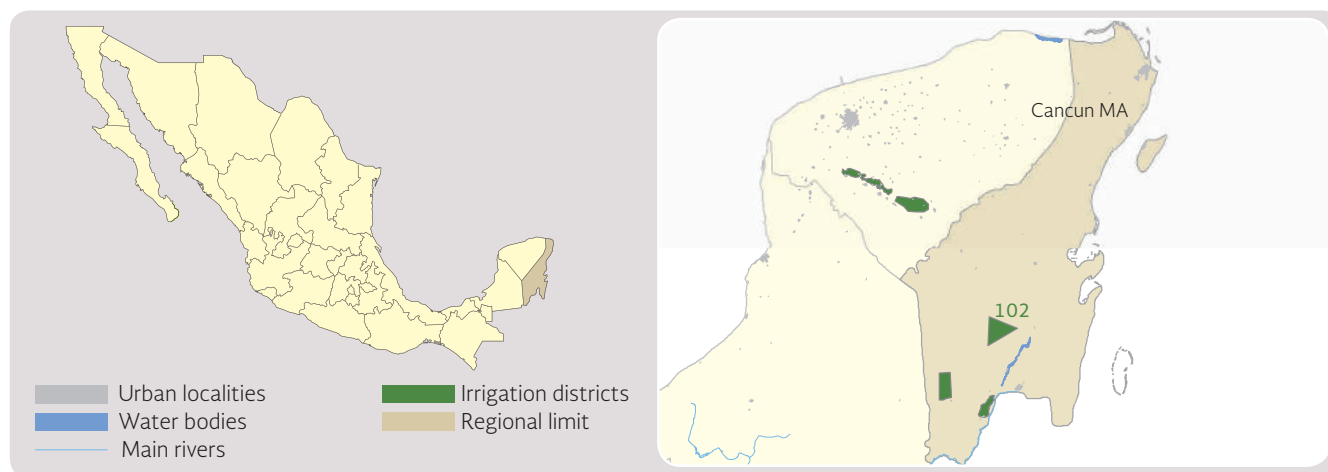 Cancun MA
102
Urban localities
Irrigation districts
Water bodies
Regional limit
Main rivers